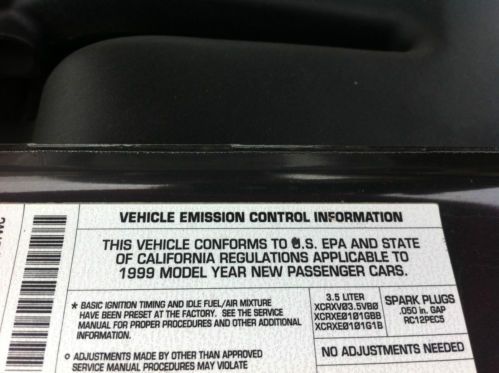 VEHICLE EMISSION CONTROL INFORMATION
THIS VEHICLE CONFORMS TO U.S. EPA AND STATE
OF CALIFORNIA REGULATIONS APPLICABLE TO
1999 MODEL YEAR NEW PASSENGER CARS.
* BASIC IGNITION TIMING AND IDLE FUEL/AIR MIXTURE
HAVE BEEN PRESET AT THE FACTORY. SEE THE SERVICE
MANUAL FOR PROPER PROCEDURES AND OTHER ADDITIONAL
INFORMATION.
o ADJUSTMENTS MADE BY OTHER THAN APPROVED
SERVICE MANUAL PROCEDURES MAY VIOLATE
3.5 LITER
XCRXV03.5VB0
XCRXE0101GBB
XCRXE0101G1B
SPARK PLUGS
.050 in. GAP
RC12PEC5
NO ADJUSTMENTS NEEDED